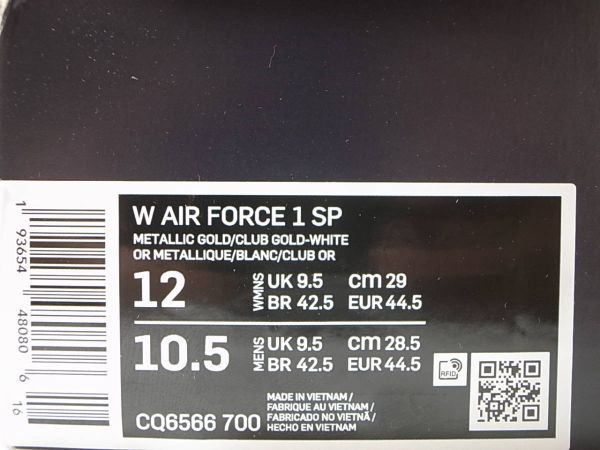 W AIR FORCE 1 SP
METALLIC GOLD/CLUB GOLD-WHITE
OR METALLIQUE/BLANC/CLUB OR
12 WMNS UK 9.5 CM 29
BR 42.5 EUR 44.5
10.5 MENS UK 9.5 CM 28.5
BR 42.5 EUR 44.5
RFID
CQ6566 700
MADE IN VIETNAM /
FABRIQUE AU VIETNAM /
FABRICADO NO VIETNÃ /
HECHO EN VIETNAM
1 93654 48080 6 16